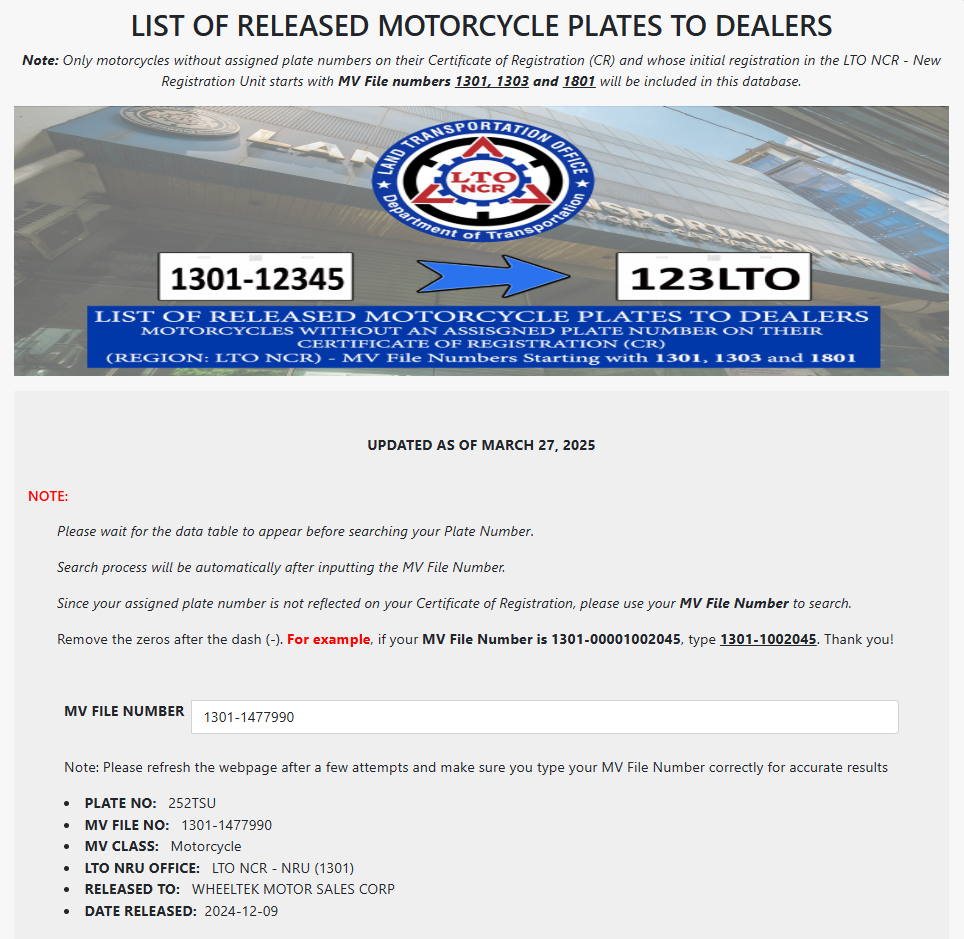 LIST OF RELEASED MOTORCYCLE PLATES TO DEALERS
Note: Only motorcycles without assigned plate numbers on their Certificate of Registration (CR) and whose initial registration in the LTO NCR - New
Registration Unit starts with MV File numbers 1301, 1303 and 1801 will be included in this database.
LAND TRANSPORTATION OFFICE
LTO
NCR
Department of Transportation
1301-12345
123LTO
LIST OF RELEASED MOTORCYCLE PLATES TO DEALERS
MOTORCYCLES WITHOUT AN ASSIGNED PLATE NUMBER ON THEIR
CERTIFICATE OF REGISTRATION (CR)
(REGION: LTO NCR) - MV File Numbers Starting with 1301, 1303 and 1801
UPDATED AS OF MARCH 27, 2025
NOTE:
Please wait for the data table to appear before searching your Plate Number.
Search process will be automatically after inputting the MV File Number.
Since your assigned plate number is not reflected on your Certificate of Registration, please use your MV File Number to search.
Remove the zeros after the dash (-). For example, if your MV File Number is 1301-00001002045, type 1301-1002045. Thank you!
MV FILE NUMBER 1301-1477990
Note: Please refresh the webpage after a few attempts and make sure you type your MV File Number correctly for accurate results
• PLATE NO: 252TSU
• MV FILE NO: 1301-1477990
• MV CLASS: Motorcycle
• LTO NRU OFFICE: LTO NCR - NRU (1301)
• RELEASED TO: WHEELTEK MOTOR SALES CORP
• DATE RELEASED: 2024-12-09